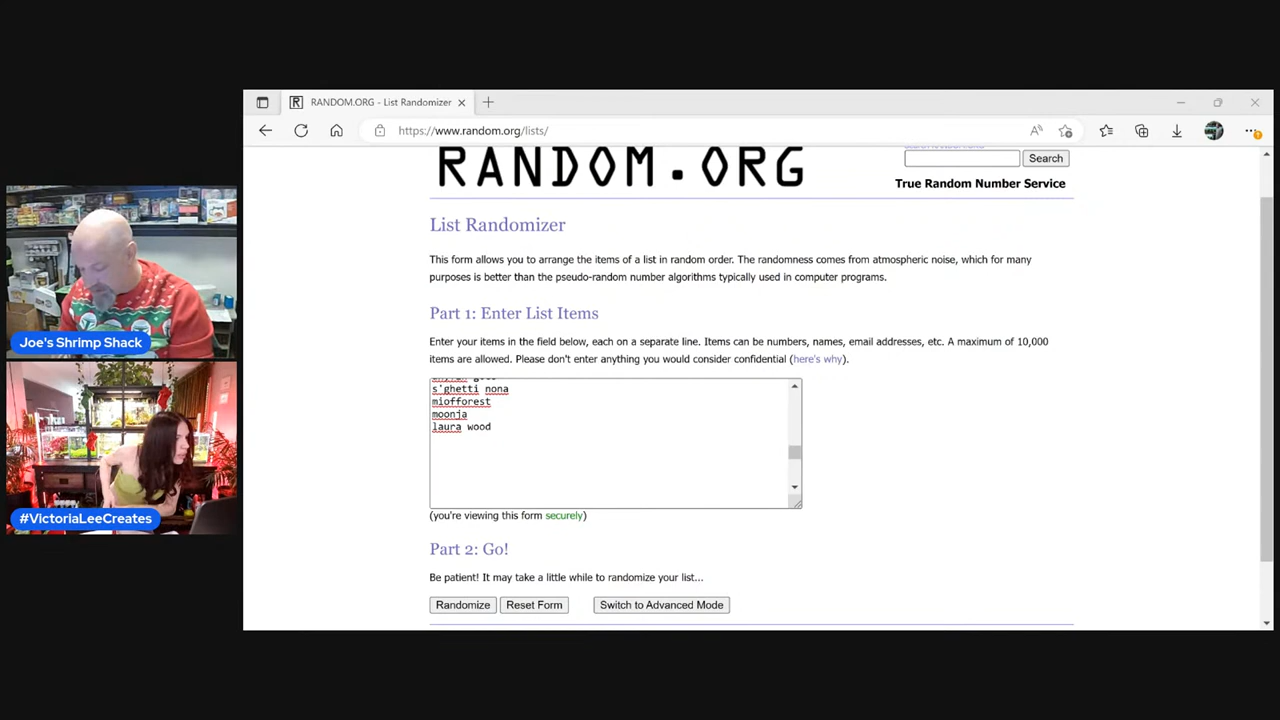 RANDOM.ORG - List Randomizer
https://www.random.org/lists/
RANDOM.ORG
Search
True Random Number Service
List Randomizer
This form allows you to arrange the items of a list in random order. The randomness comes from atmospheric noise, which for many
purposes is better than the pseudo-random number algorithms typically used in computer programs.
Part 1: Enter List Items
Enter your items in the field below, each on a separate line. Items can be numbers, names, email addresses, etc. A maximum of 10,000
items are allowed. Please don't enter anything you would consider confidential (here's why).
s'ghetti nona
miofforest
moonja
laura wood
(you're viewing this form securely)
Part 2: Go!
Be patient! It may take a little while to randomize your list...
Randomize Reset Form Switch to Advanced Mode
Joe's Shrimp Shack
#VictoriaLeeCreates